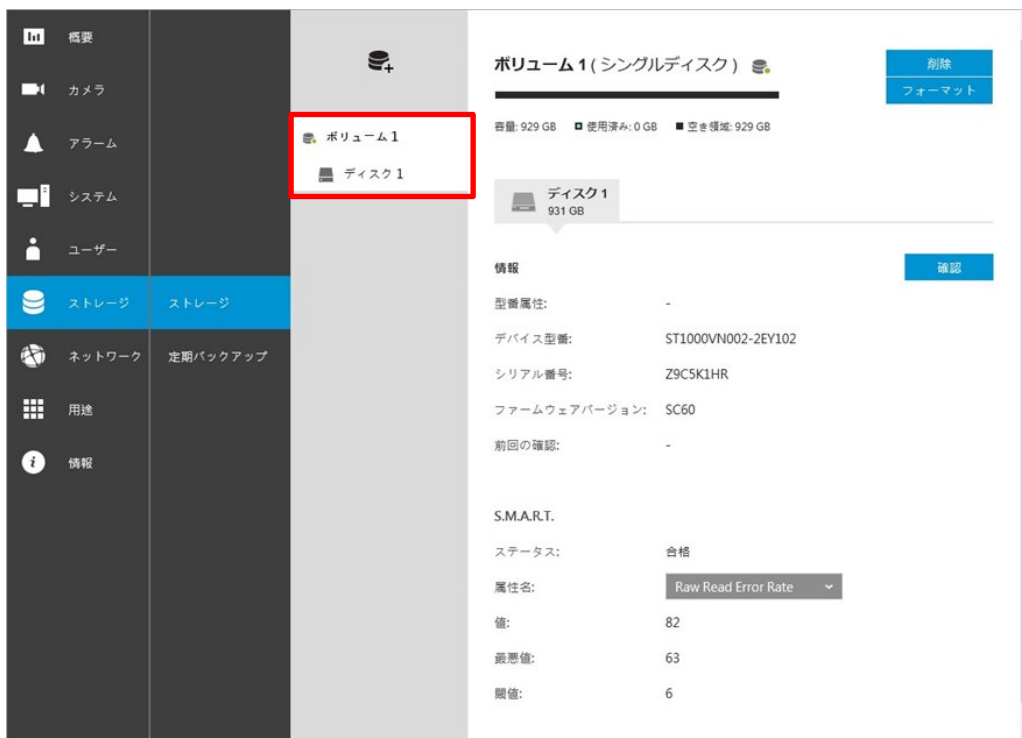 概要
カメラ
アラーム
システム
ユーザー
ストレージ
ネットワーク
用途
情報
ストレージ
定期バックアップ
ボリューム 1
ディスク 1
ボリューム 1 ( シングルディスク )
削除
フォーマット
容量: 929 GB 使用済み: 0 GB 空き領域: 929 GB
ディスク 1
931 GB
情報
確認
型番属性: -
デバイス型番: ST1000VN002-2EY102
シリアル番号: Z9C5K1HR
ファームウェアバージョン: SC60
前回の確認: -
S.M.A.R.T.
ステータス: 合格
属性名: Raw Read Error Rate
値: 82
最悪値: 63
閾値: 6